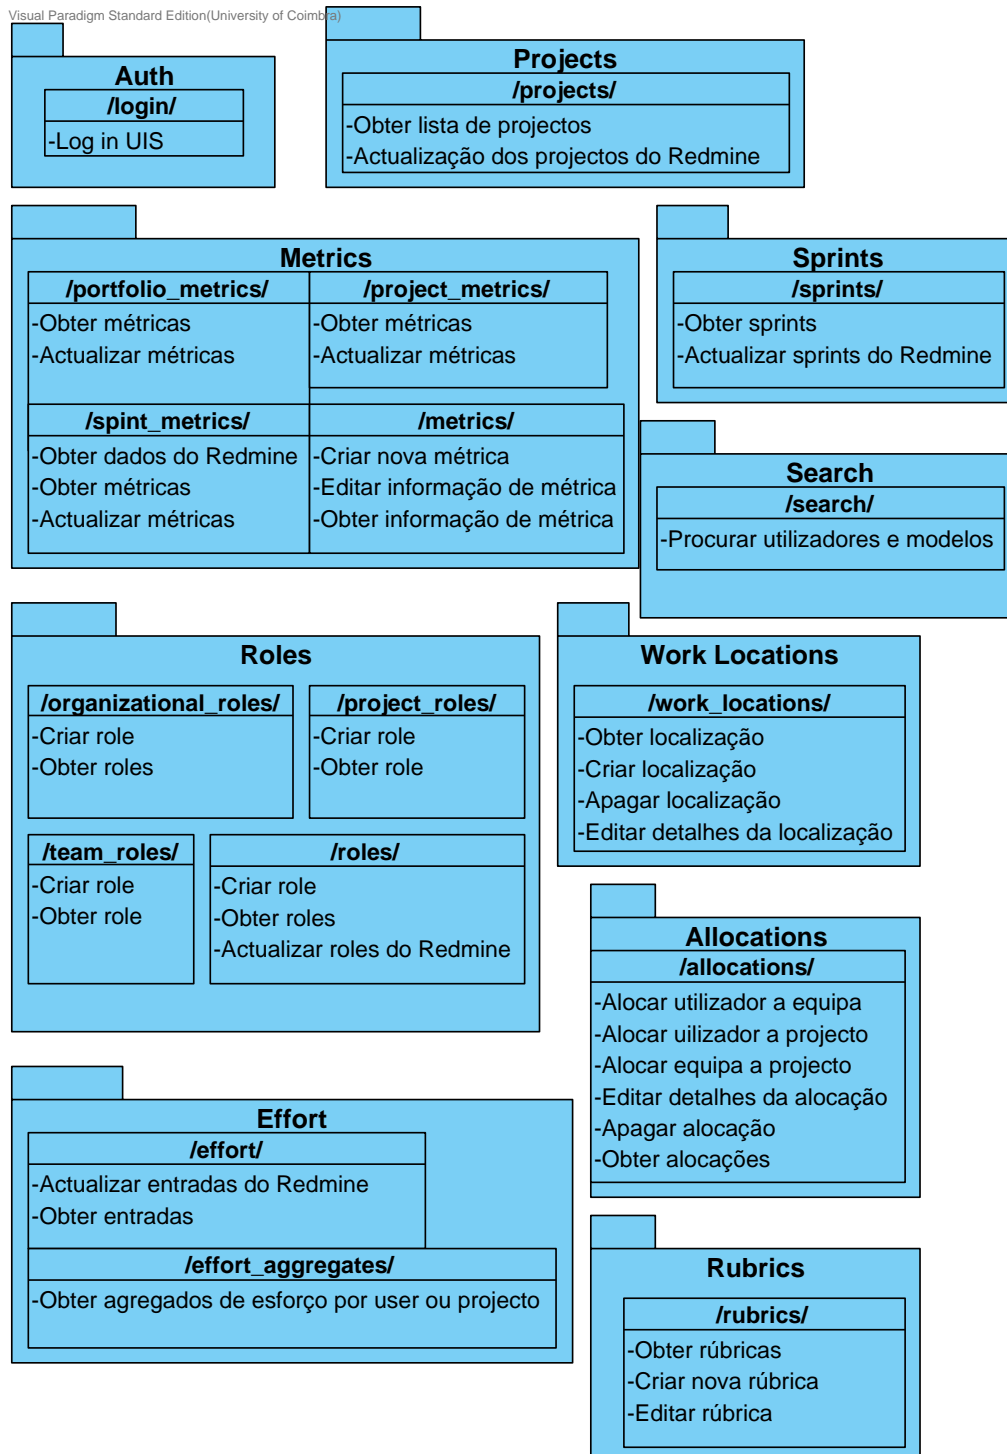 Visual Paradigm Standard Edition(University of Coimbra)
Auth
/login/
-Log in UIS
Projects
/projects/
-Obter lista de projectos
-Actualização dos projectos do Redmine
Metrics
/portfolio_metrics/
-Obter métricas
-Actualizar métricas
/project_metrics/
-Obter métricas
-Actualizar métricas
/spint_metrics/
-Obter dados do Redmine
-Obter métricas
-Actualizar métricas
/metrics/
-Criar nova métrica
-Editar informação de métrica
-Obter informação de métrica
Sprints
/sprints/
-Obter sprints
-Actualizar sprints do Redmine
Search
/search/
-Procurar utilizadores e modelos
Roles
/organizational_roles/
-Criar role
-Obter roles
/project_roles/
-Criar role
-Obter role
/team_roles/
-Criar role
-Obter role
/roles/
-Criar role
-Obter roles
-Actualizar roles do Redmine
Work Locations
/work_locations/
-Obter localização
-Criar localização
-Apagar localização
-Editar detalhes da localização
Allocations
/allocations/
-Alocar utilizador a equipa
-Alocar uilizador a projecto
-Alocar equipa a projecto
-Editar detalhes da alocação
-Apagar alocação
-Obter alocações
Effort
/effort/
-Actualizar entradas do Redmine
-Obter entradas
/effort_aggregates/
-Obter agregados de esforço por user ou projecto
Rubrics
/rubrics/
-Obter rúbricas
-Criar nova rúbrica
-Editar rúbrica